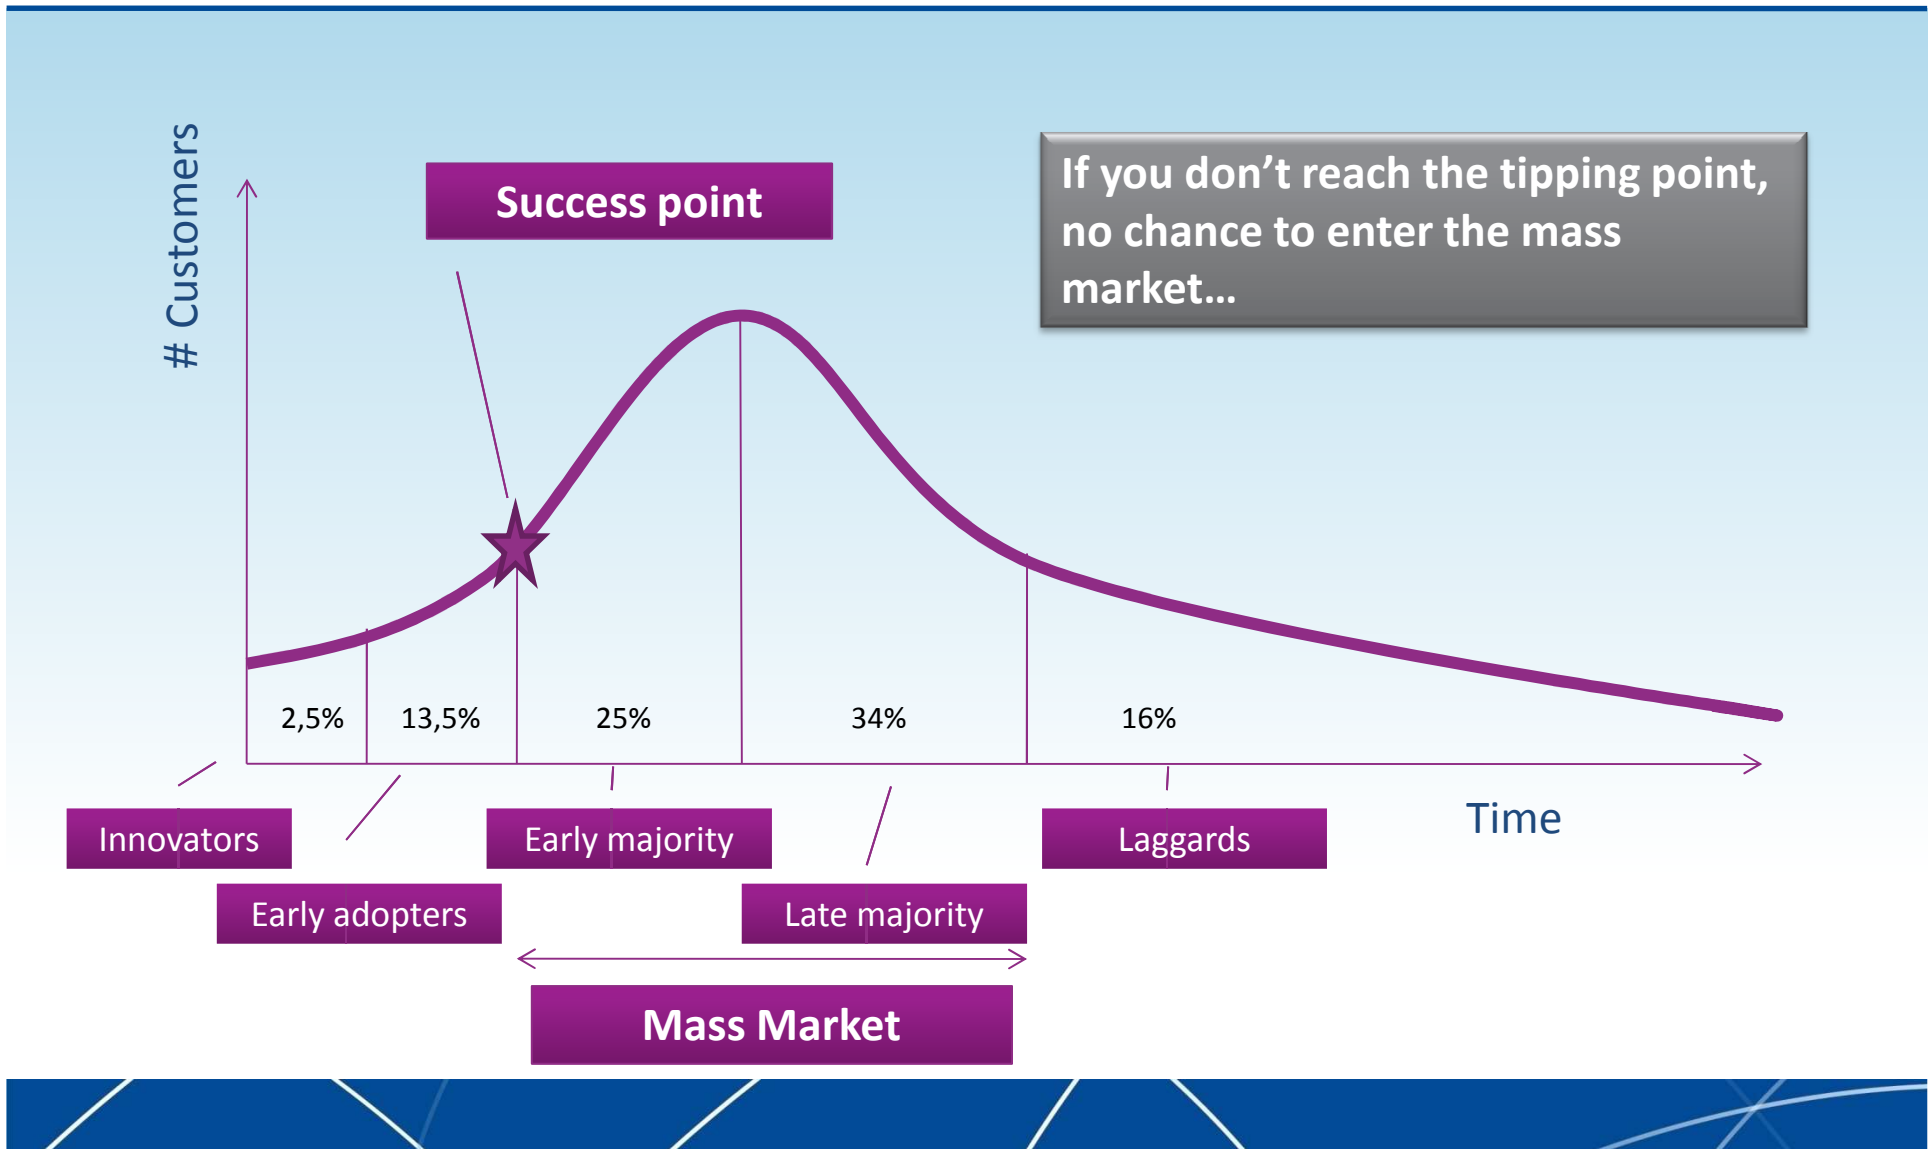 # Customers
Success point
If you don’t reach the tipping point,
no chance to enter the mass
market…
2,5%
13,5%
25%
34%
16%
Innovators
Early adopters
Early majority
Late majority
Laggards
Time
Mass Market